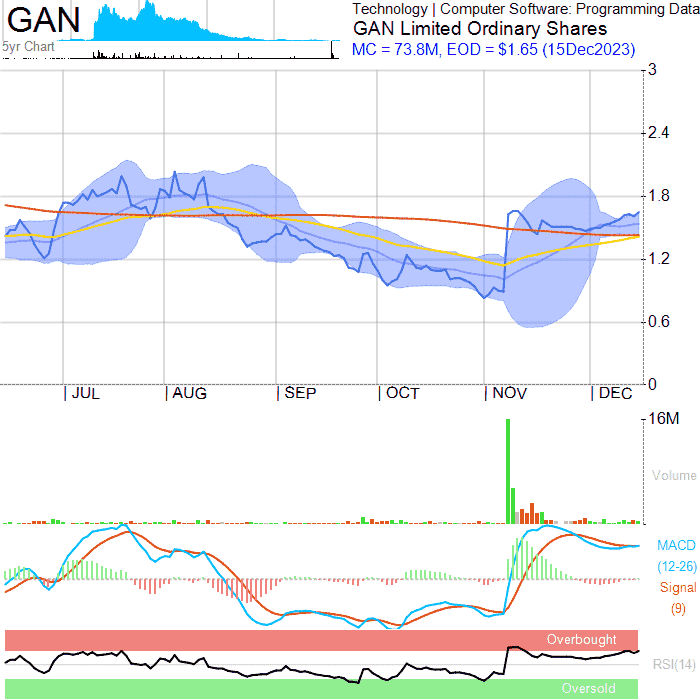 GAN
5yr Chart
Technology | Computer Software: Programming Data
GAN Limited Ordinary Shares
MC = 73.8M, EOD = $1.65 (15Dec2023)
3
2.4
1.8
1.2
0.6
0
JUL AUG SEP OCT NOV DEC
16M
Volume
MACD
(12-26)
Signal
(9)
Overbought
RSI(14)
Oversold